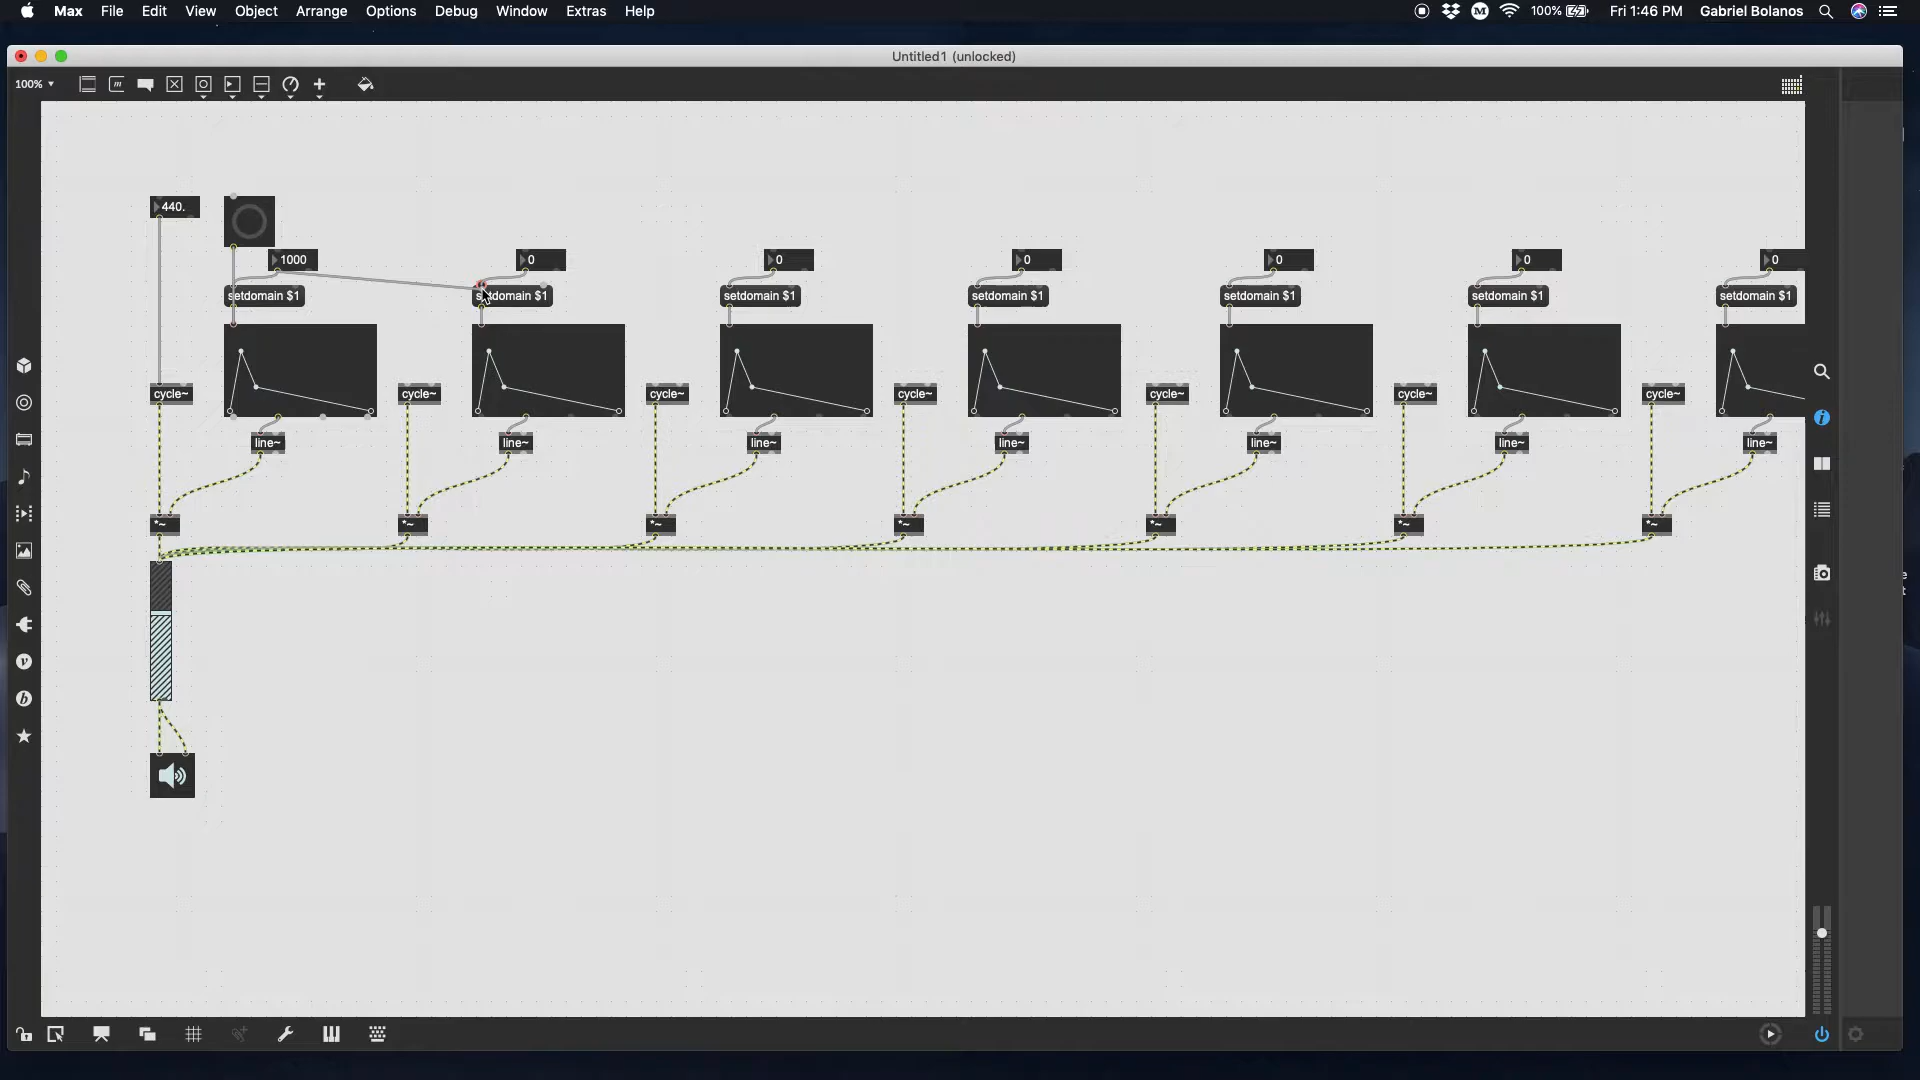 Max File Edit View Object Arrange Options Debug Window Extras Help
100% Fri 1:46 PM Gabriel Bolanos
Untitled1 (unlocked)
100%
440.
1000 0 0 0 0 0 0
setdomain $1 setdomain $1 setdomain $1 setdomain $1 setdomain $1 setdomain $1 setdomain $1
cycle~ cycle~ cycle~ cycle~ cycle~ cycle~ cycle~
line~ line~ line~ line~ line~ line~ line~
*~ *~ *~ *~ *~ *~ *~